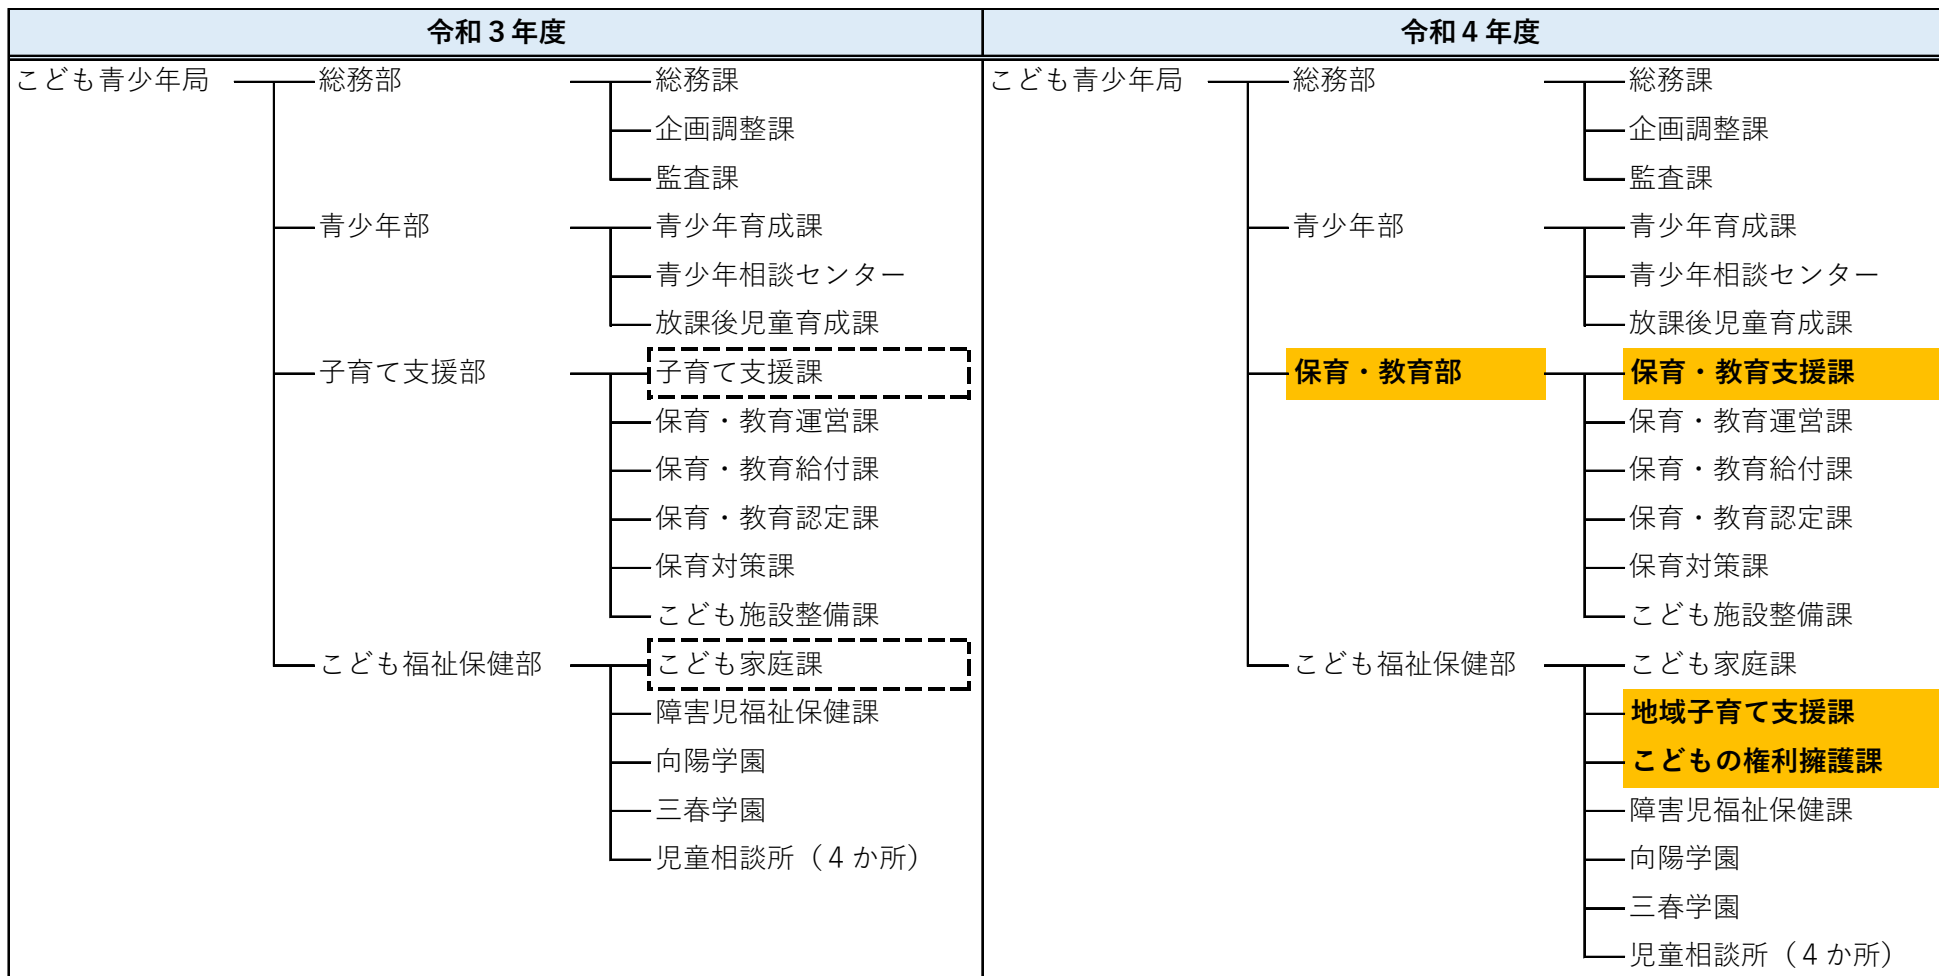 令和３年度
こども青少年局
総務部
総務課
企画調整課
監査課
青少年部
青少年育成課
青少年相談センター
放課後児童育成課
子育て支援部
子育て支援課
保育・教育運営課
保育・教育給付課
保育・教育認定課
保育対策課
こども施設整備課
こども福祉保健部
こども家庭課
障害児福祉保健課
向陽学園
三春学園
児童相談所（４か所）
令和４年度
こども青少年局
総務部
総務課
企画調整課
監査課
青少年部
青少年育成課
青少年相談センター
放課後児童育成課
保育・教育部
保育・教育支援課
保育・教育運営課
保育・教育給付課
保育・教育認定課
保育対策課
こども施設整備課
こども福祉保健部
こども家庭課
地域子育て支援課
こどもの権利擁護課
障害児福祉保健課
向陽学園
三春学園
児童相談所（４か所）